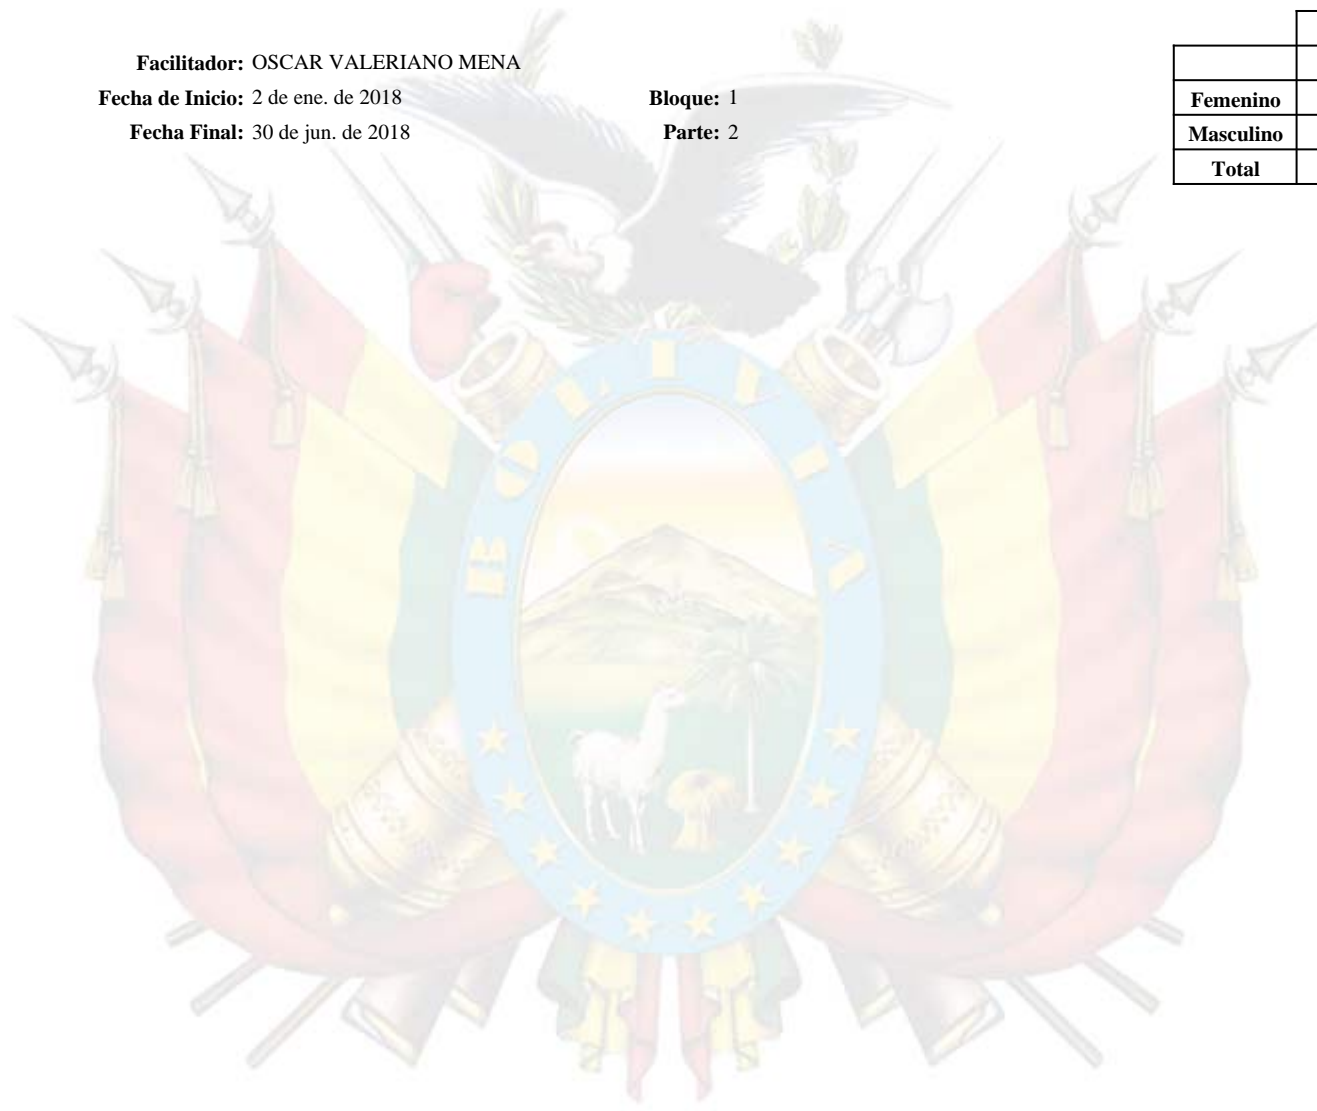 Facilitador: OSCAR VALERIANO MENA
Fecha de Inicio: 2 de ene. de 2018 Bloque: 1
Fecha Final: 30 de jun. de 2018 Parte: 2
Femenino
Masculino
Total
BOLIVIA